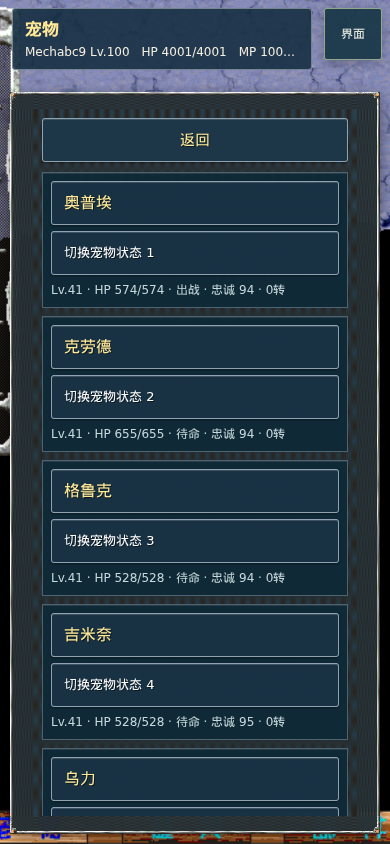 宠物
Mechabc9 Lv.100 HP 4001/4001 MP 100...
界面
返回
奥普埃
切换宠物状态 1
Lv.41 · HP 574/574 · 出战 · 忠诚 94 · 0转
克劳德
切换宠物状态 2
Lv.41 · HP 655/655 · 待命 · 忠诚 94 · 0转
格鲁克
切换宠物状态 3
Lv.41 · HP 528/528 · 待命 · 忠诚 94 · 0转
吉米奈
切换宠物状态 4
Lv.41 · HP 528/528 · 待命 · 忠诚 95 · 0转
乌力